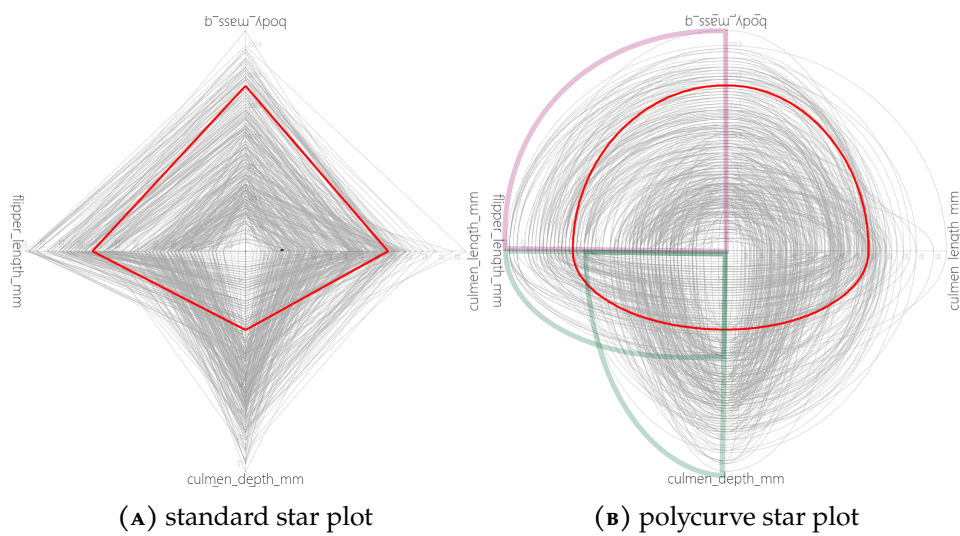 body_mass_g
body_mass_g
flipper_length_mm
culmen_length_mm
flipper_length_mm
culmen_length_mm
culmen_depth_mm
culmen_depth_mm
(A) standard star plot
(B) polycurve star plot